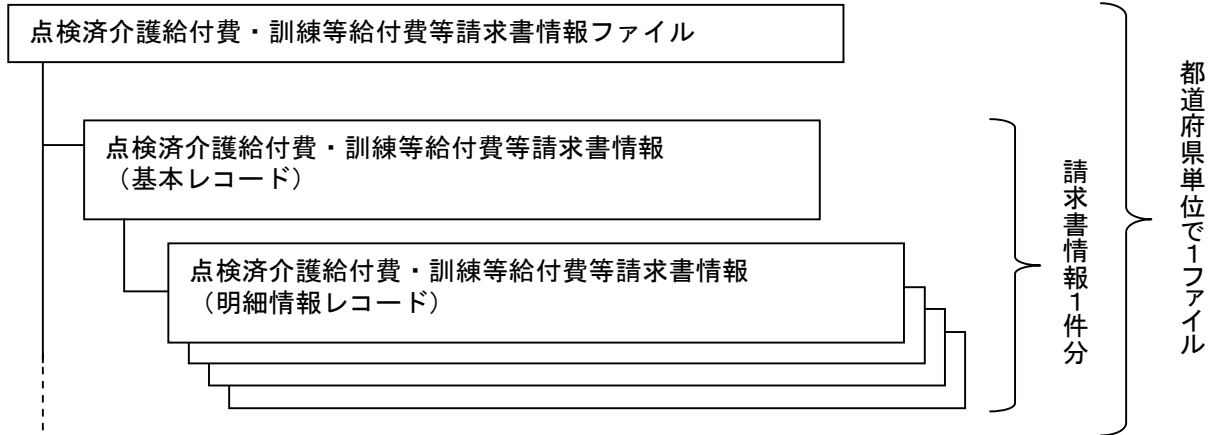 点検済介護給付費・訓練等給付費等請求書情報ファイル
点検済介護給付費・訓練等給付費等請求書情報
（基本レコード）
点検済介護給付費・訓練等給付費等請求書情報
（明細情報レコード）
請求書情報１件分
都道府県単位で１ファイル